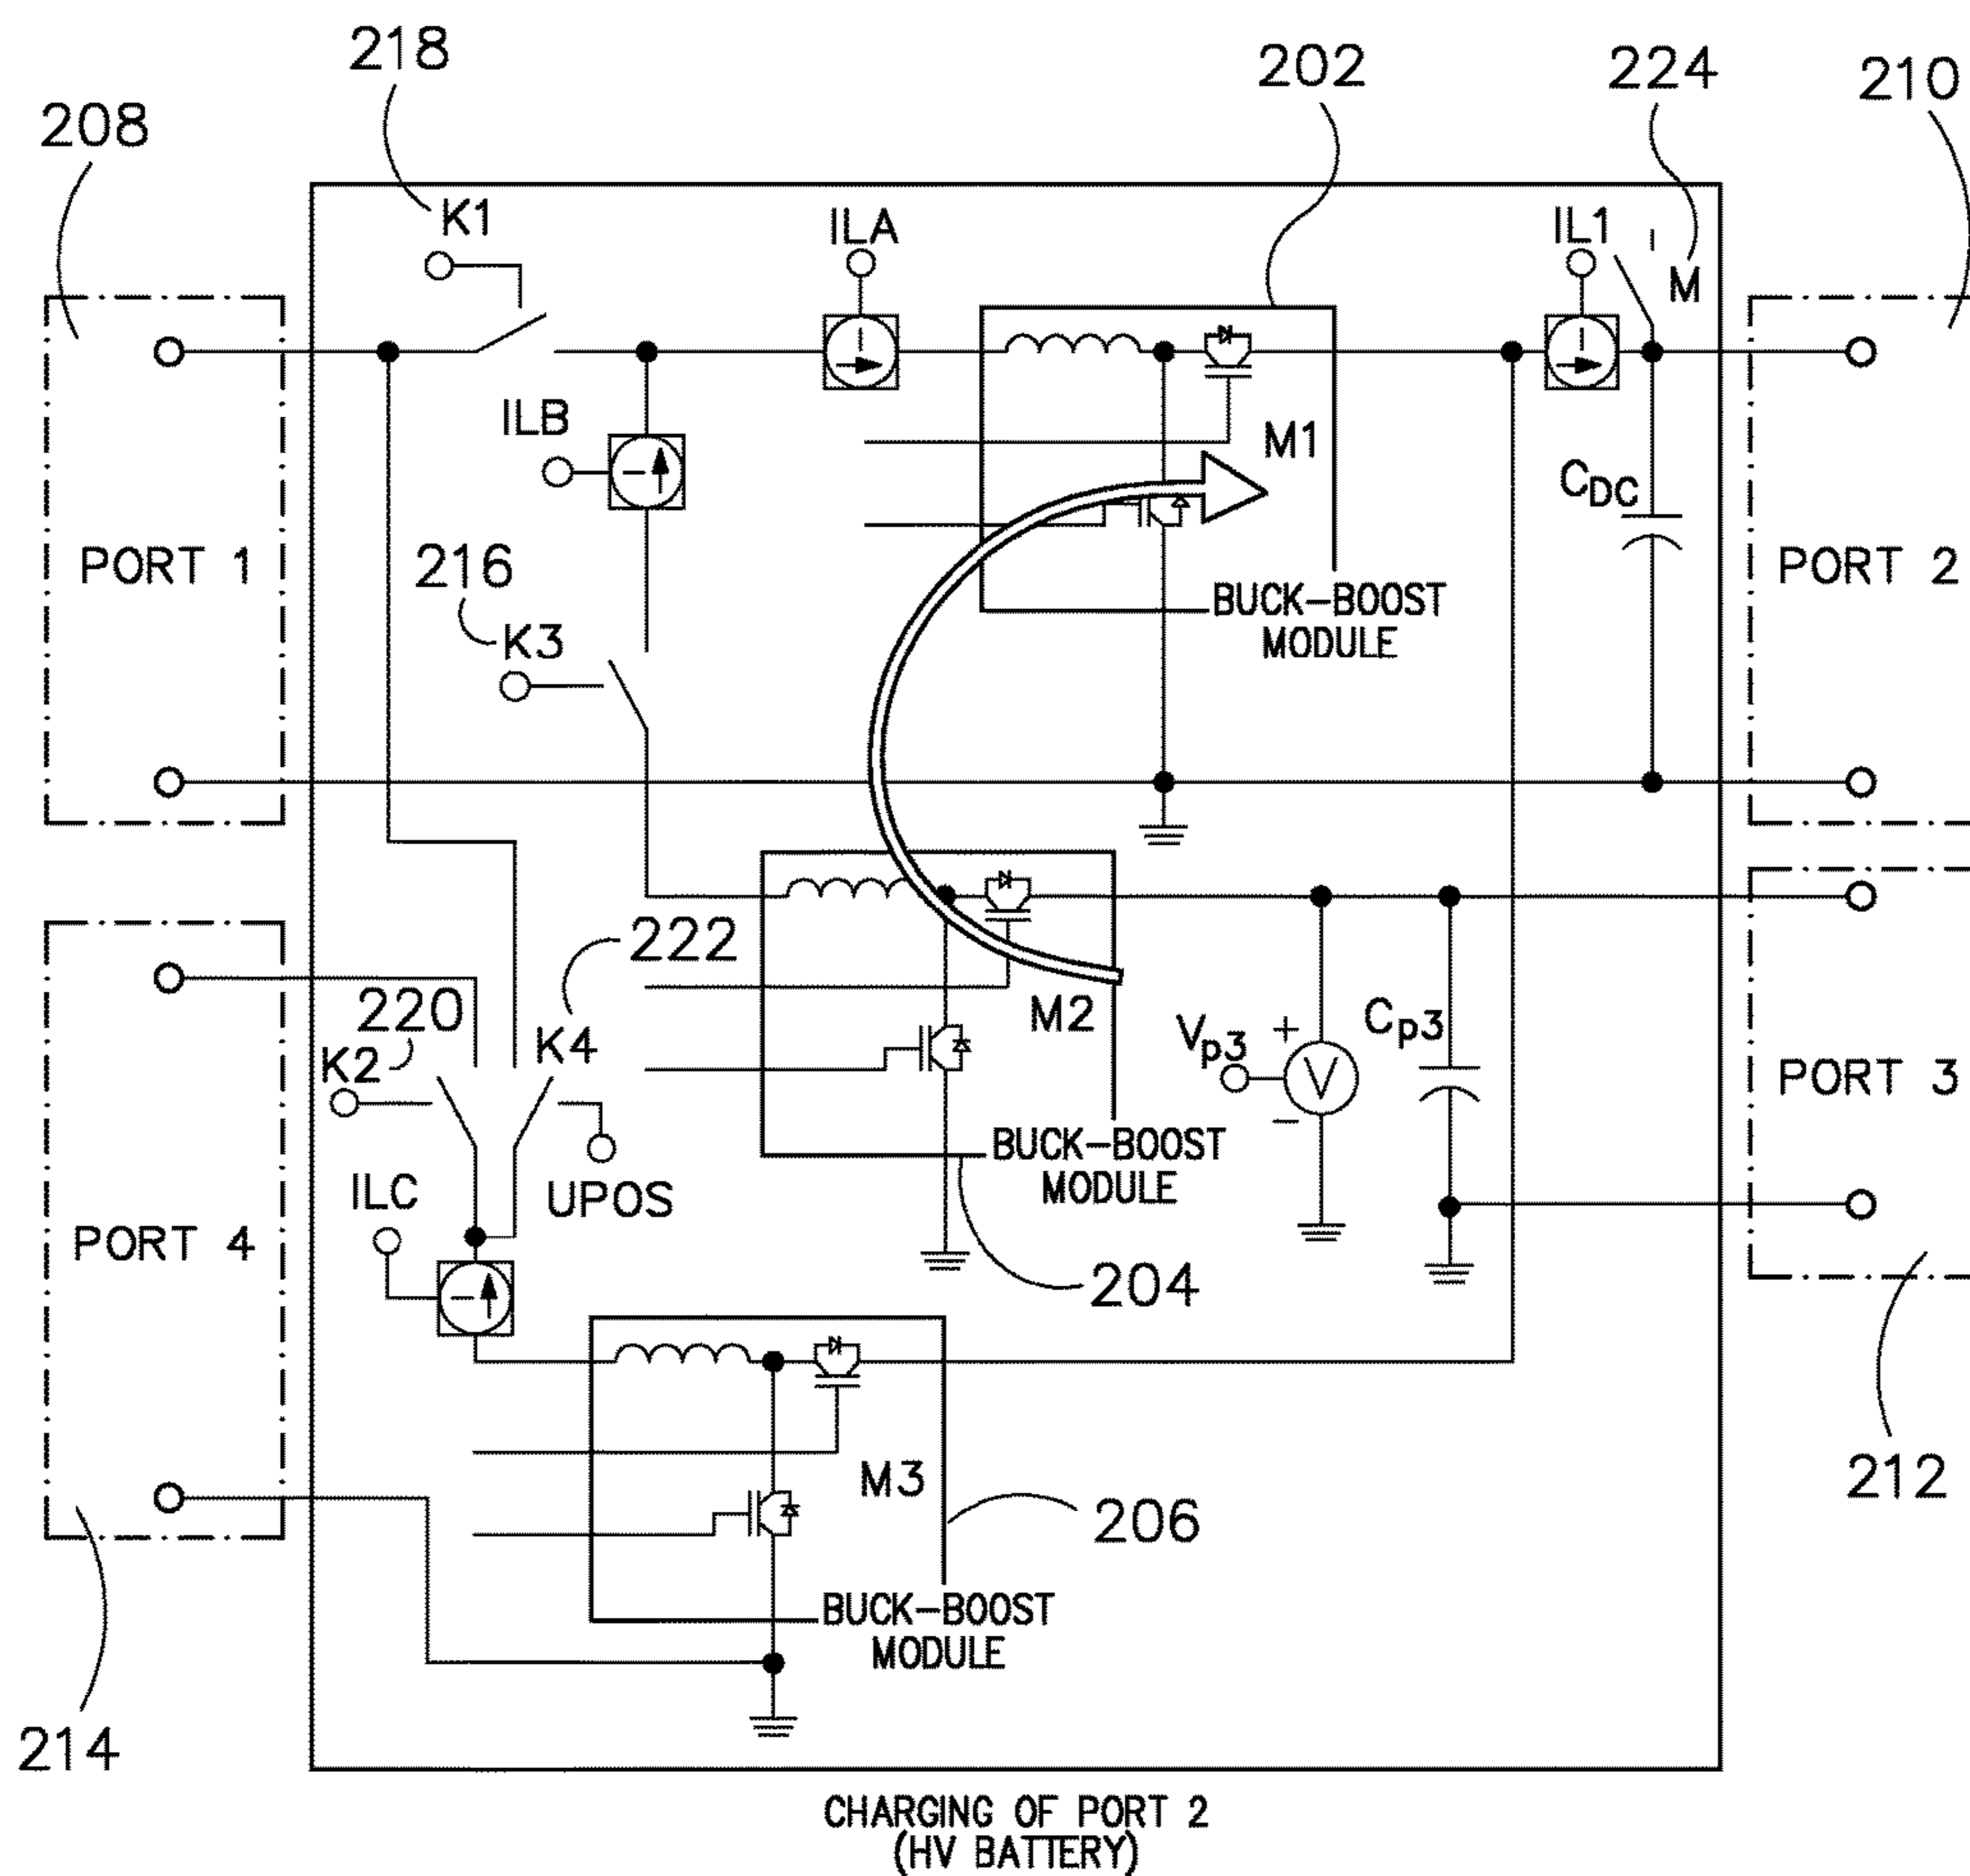 218
202
224
210
208
K1
ILA
IL1
M
ILB
M1
CDC
PORT 1
216
K3
BUCK-BOOST
MODULE
PORT 2
222
220
K2
K4
M2
Vp3
+
V
-
Cp3
PORT 3
ILC
UPOS
BUCK-BOOST
MODULE
PORT 4
204
M3
206
212
BUCK-BOOST
MODULE
214
CHARGING OF PORT 2
(HV BATTERY)